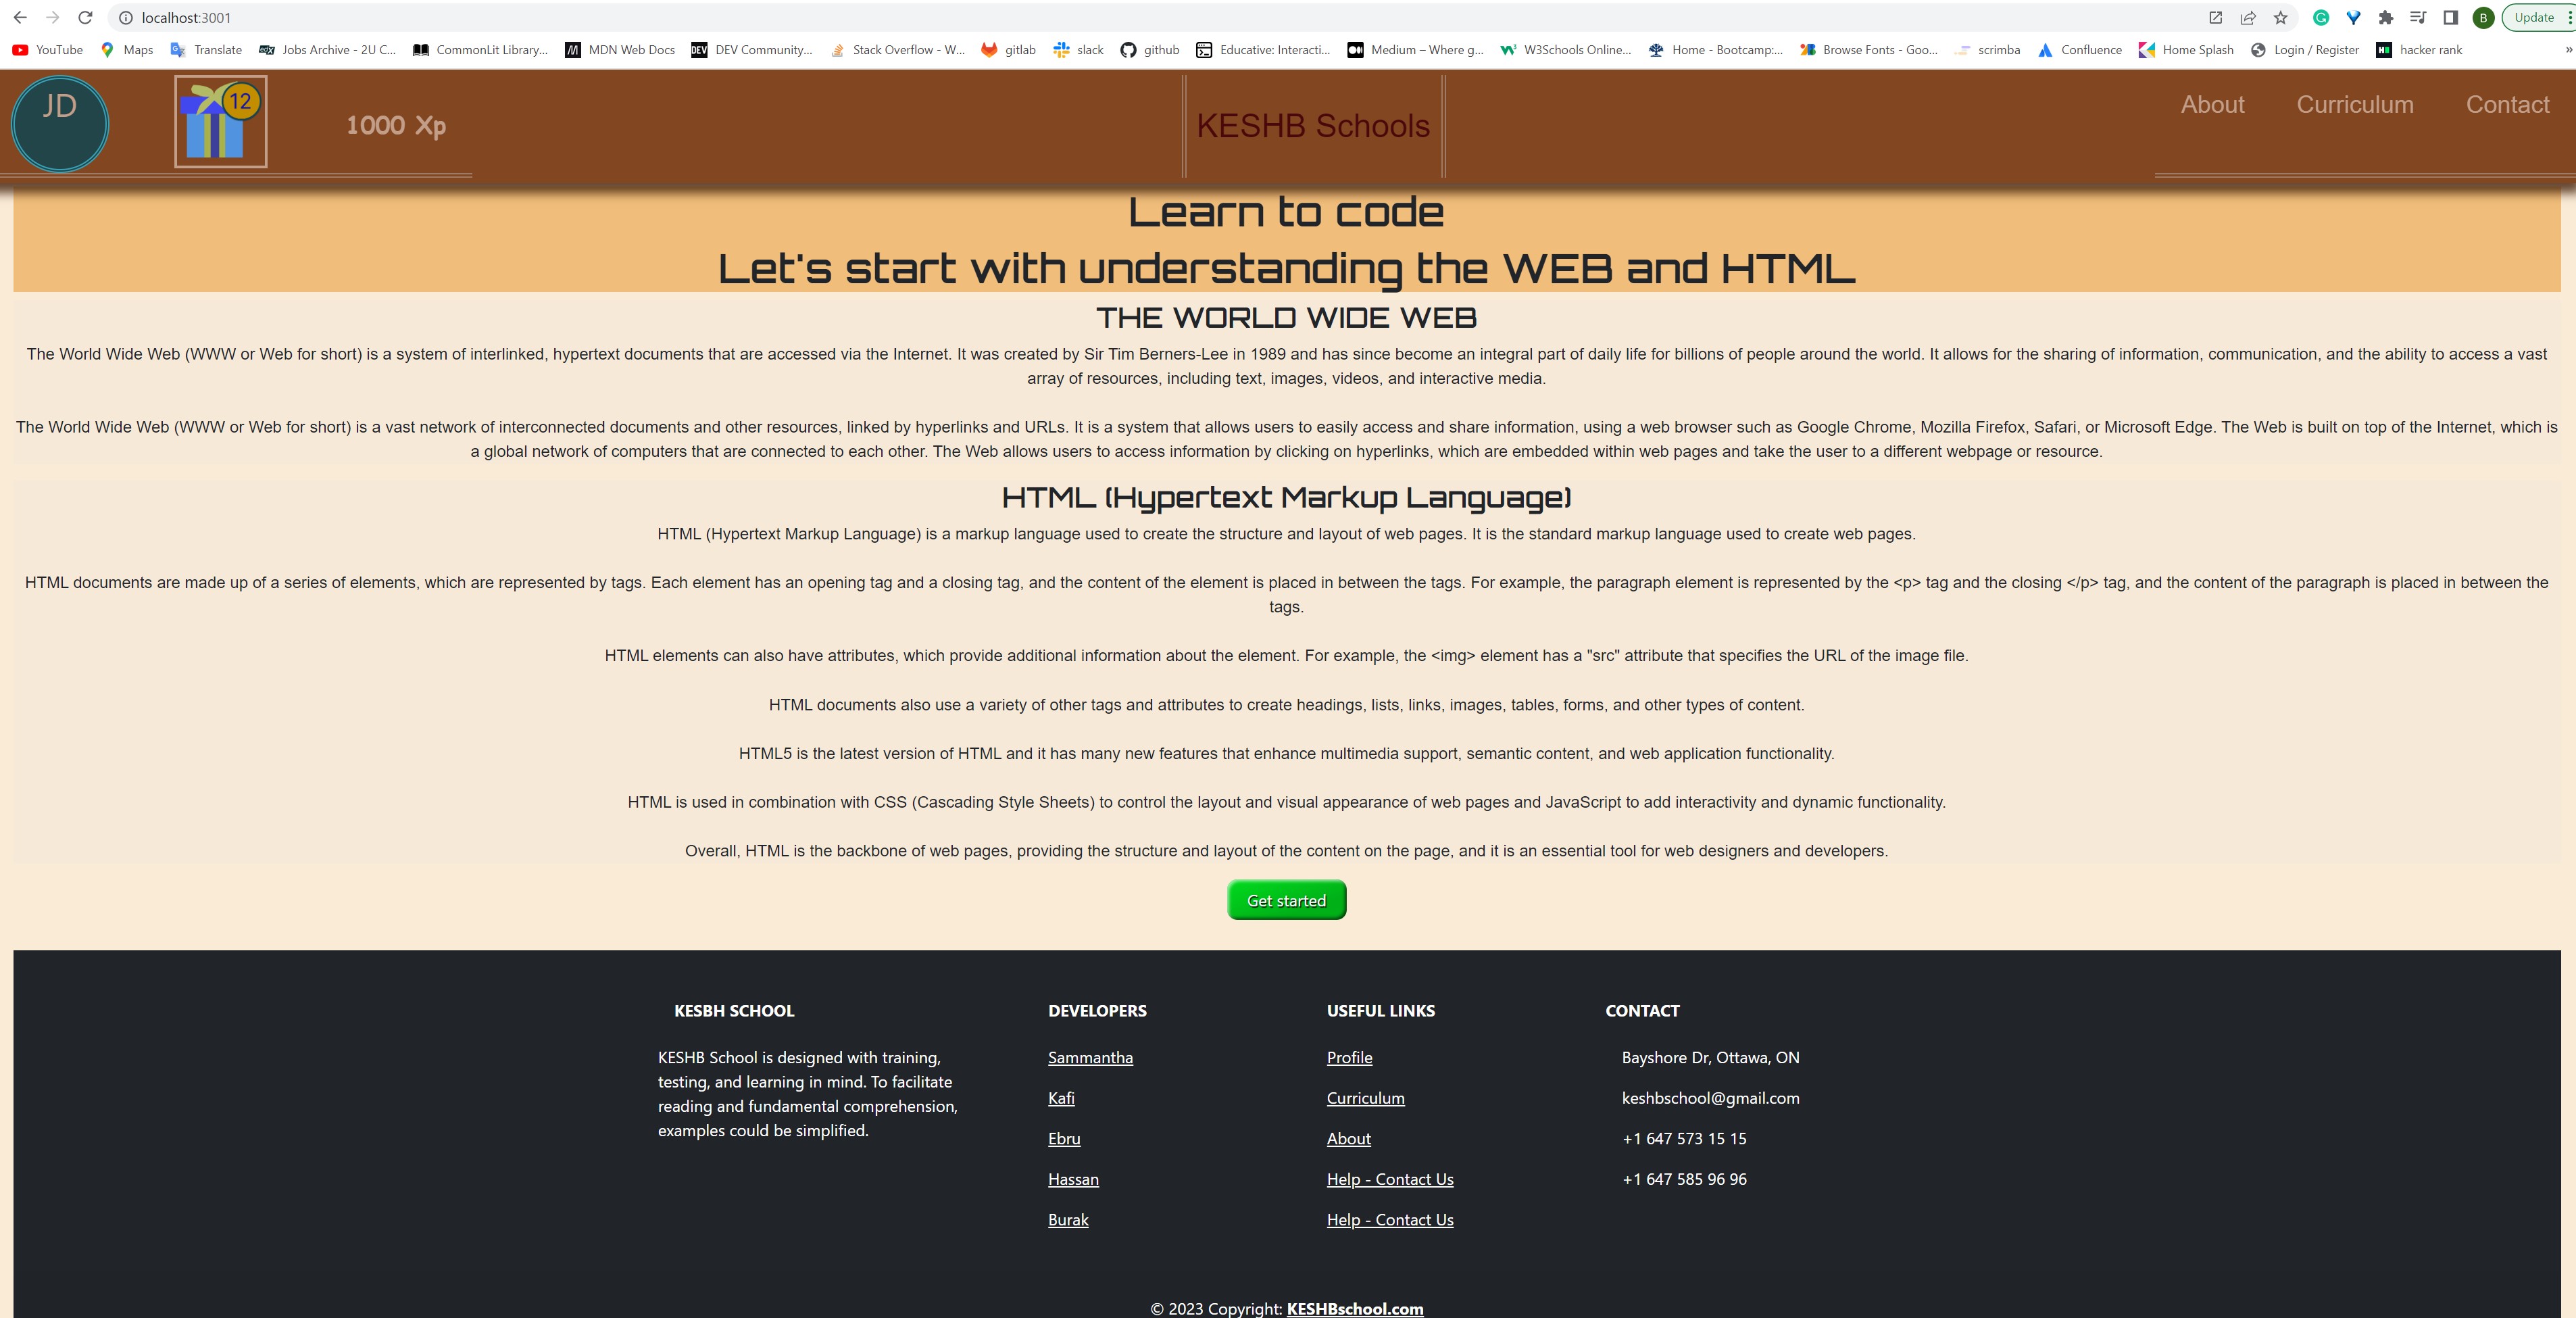 localhost:3001
Update
YouTube Maps Translate Jobs Archive - 2U C... CommonLit Library... MDN Web Docs DEV Community... Stack Overflow - W... gitlab slack github Educative: Interacti... Medium – Where g... W3Schools Online... Home - Bootcamp:... Browse Fonts - Goo... scrimba Confluence Home Splash Login / Register hacker rank »
JD
12
1000 Xp
KESHB Schools
About Curriculum Contact
Learn to code
Let's start with understanding the WEB and HTML
THE WORLD WIDE WEB
The World Wide Web (WWW or Web for short) is a system of interlinked, hypertext documents that are accessed via the Internet. It was created by Sir Tim Berners-Lee in 1989 and has since become an integral part of daily life for billions of people around the world. It allows for the sharing of information, communication, and the ability to access a vast
array of resources, including text, images, videos, and interactive media.
The World Wide Web (WWW or Web for short) is a vast network of interconnected documents and other resources, linked by hyperlinks and URLs. It is a system that allows users to easily access and share information, using a web browser such as Google Chrome, Mozilla Firefox, Safari, or Microsoft Edge. The Web is built on top of the Internet, which is
a global network of computers that are connected to each other. The Web allows users to access information by clicking on hyperlinks, which are embedded within web pages and take the user to a different webpage or resource.
HTML (Hypertext Markup Language)
HTML (Hypertext Markup Language) is a markup language used to create the structure and layout of web pages. It is the standard markup language used to create web pages.
HTML documents are made up of a series of elements, which are represented by tags. Each element has an opening tag and a closing tag, and the content of the element is placed in between the tags. For example, the paragraph element is represented by the <p> tag and the closing </p> tag, and the content of the paragraph is placed in between the
tags.
HTML elements can also have attributes, which provide additional information about the element. For example, the <img> element has a "src" attribute that specifies the URL of the image file.
HTML documents also use a variety of other tags and attributes to create headings, lists, links, images, tables, forms, and other types of content.
HTML5 is the latest version of HTML and it has many new features that enhance multimedia support, semantic content, and web application functionality.
HTML is used in combination with CSS (Cascading Style Sheets) to control the layout and visual appearance of web pages and JavaScript to add interactivity and dynamic functionality.
Overall, HTML is the backbone of web pages, providing the structure and layout of the content on the page, and it is an essential tool for web designers and developers.
Get started
KESBH SCHOOL
KESHB School is designed with training,
testing, and learning in mind. To facilitate
reading and fundamental comprehension,
examples could be simplified.
DEVELOPERS
Sammantha
Kafi
Ebru
Hassan
Burak
USEFUL LINKS
Profile
Curriculum
About
Help - Contact Us
Help - Contact Us
CONTACT
Bayshore Dr, Ottawa, ON
keshbschool@gmail.com
+1 647 573 15 15
+1 647 585 96 96
© 2023 Copyright: KESHBschool.com